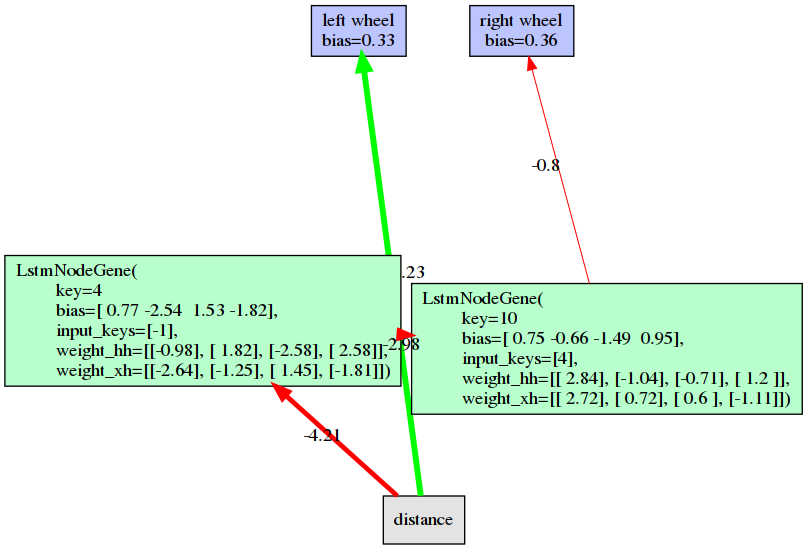 left wheel
bias=0.33
right wheel
bias=0.36
-0.8
LstmNodeGene(
key=4
bias=[ 0.77 -2.54 1.53 -1.82],
input_keys=[-1],
weight_hh=[[-0.98], [ 1.82], [-2.58], [ 2.58]],
weight_xh=[[-2.64], [-1.25], [ 1.45], [-1.81]])
.23
-2.98
LstmNodeGene(
key=10
bias=[ 0.75 -0.66 -1.49 0.95],
input_keys=[4],
weight_hh=[[ 2.84], [-1.04], [-0.71], [ 1.2 ]],
weight_xh=[[ 2.72], [ 0.72], [ 0.6 ], [-1.11]])
-4.21
distance